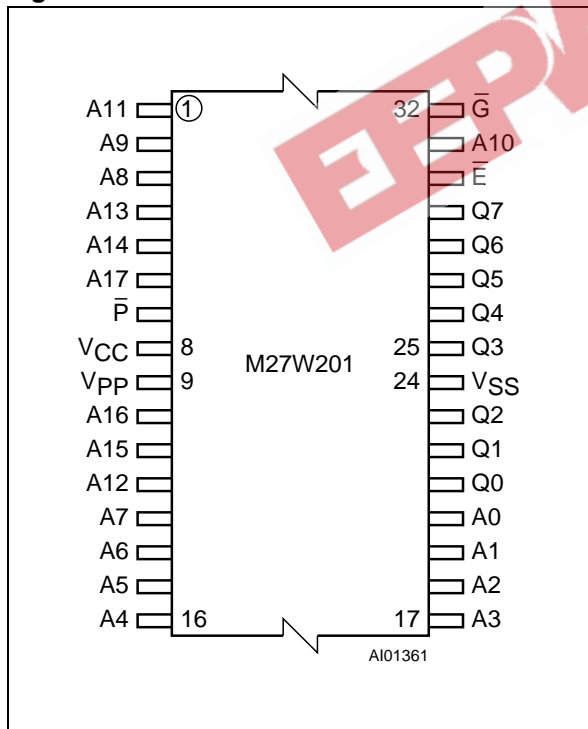 A11 1 32 G̅
A9 A10
A8 E̅
A13 Q7
A14 Q6
A17 Q5
P̅ Q4
VCC 8 25 Q3
M27W201
VPP 9 24 VSS
A16 Q2
A15 Q1
A12 Q0
A7 A0
A6 A1
A5 A2
A4 16 17 A3
AI01361